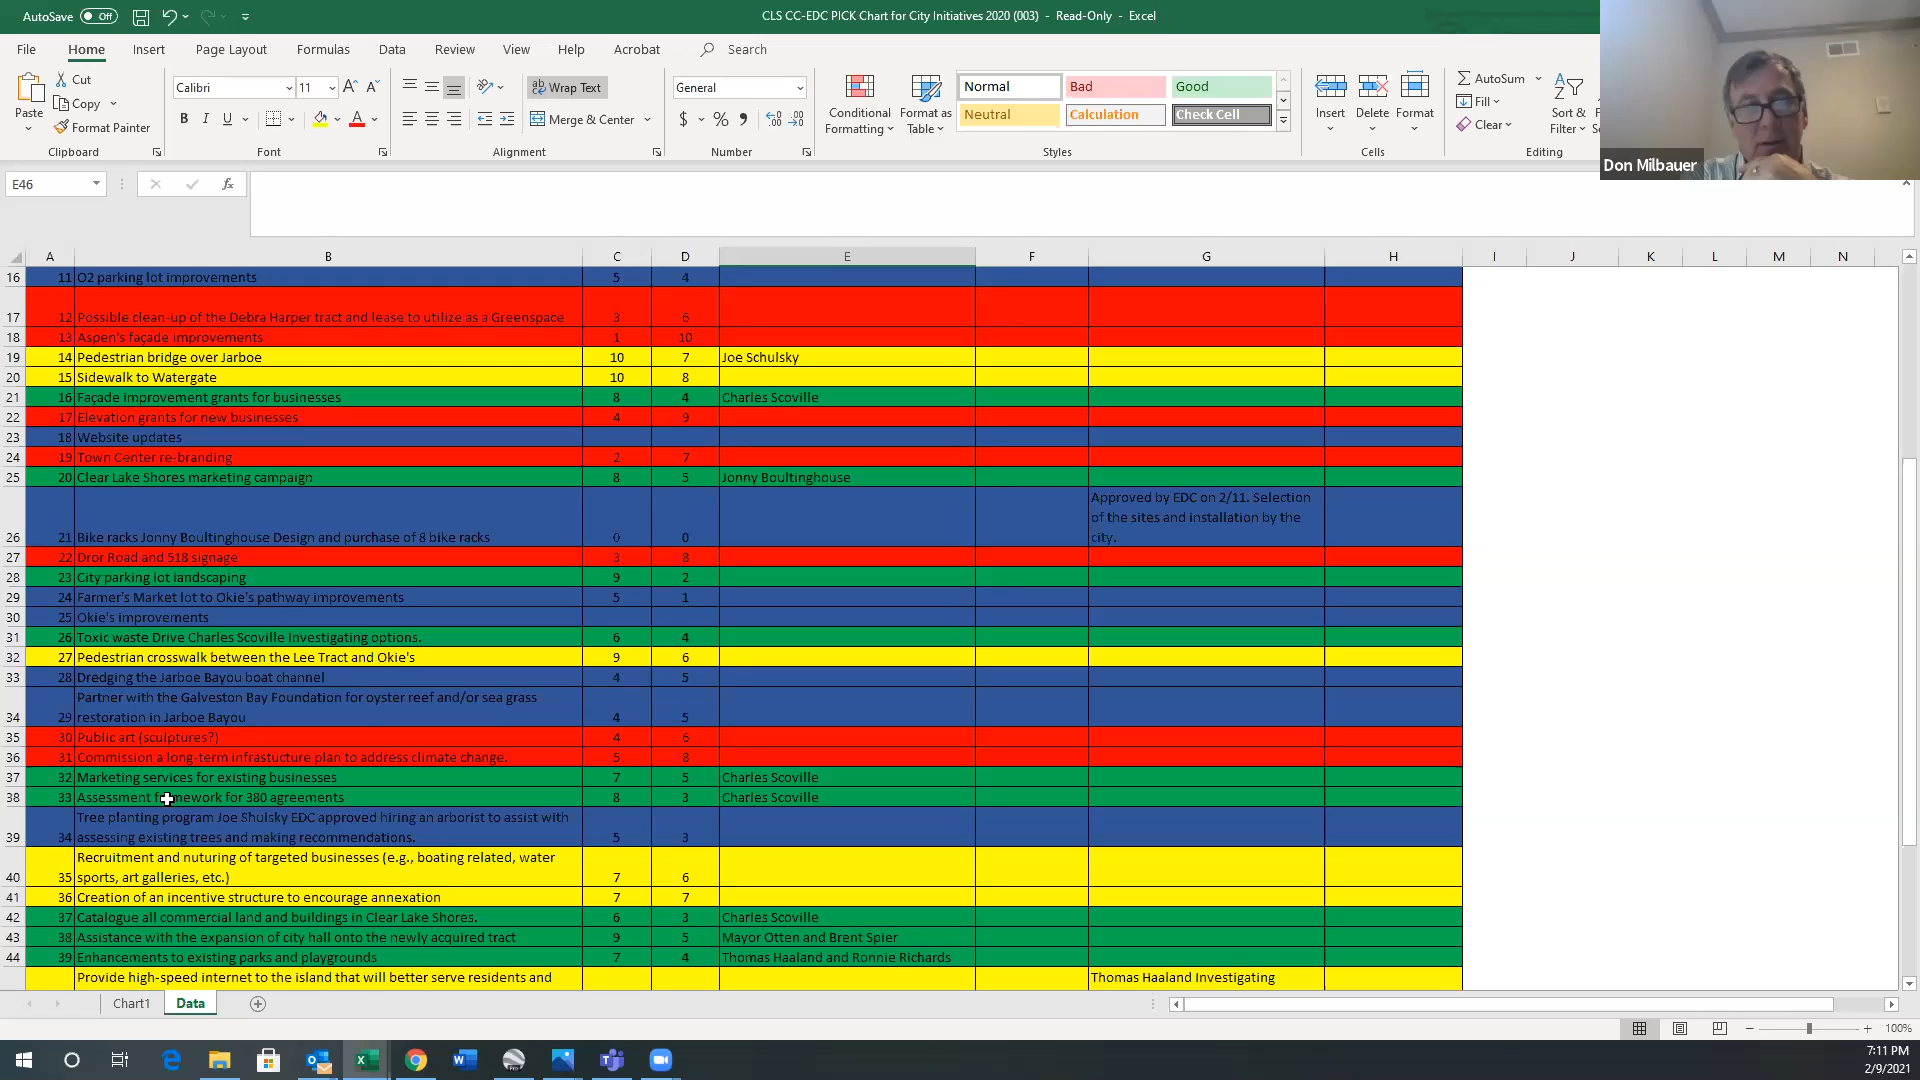 AutoSave Off
CLS CC-EDC PICK Chart for City Initiatives 2020 (003) - Read-Only - Excel
File Home Insert Page Layout Formulas Data Review View Help Acrobat Search
Paste
Cut
Copy
Format Painter
Clipboard
Calibri 11
B I U
Font
Wrap Text
Merge & Center
Alignment
General
$ % ,
Number
Conditional Formatting
Format as Table
Normal Bad Good
Neutral Calculation Check Cell
Styles
Insert Delete Format
Cells
AutoSum
Fill
Clear
Sort & Filter
Editing
Don Milbauer
E46
fx
A B C D E F G H I J K L M N
16 11 O2 parking lot improvements 5 4
17 12 Possible clean-up of the Debra Harper tract and lease to utilize as a Greenspace 3 6
18 13 Aspen's façade improvements 1 10
19 14 Pedestrian bridge over Jarboe 10 7 Joe Schulsky
20 15 Sidewalk to Watergate 10 8
21 16 Façade improvement grants for businesses 8 4 Charles Scoville
22 17 Elevation grants for new businesses 4 9
23 18 Website updates
24 19 Town Center re-branding 2 7
25 20 Clear Lake Shores marketing campaign 8 5 Jonny Boultinghouse
Approved by EDC on 2/11. Selection
of the sites and installation by the
26 21 Bike racks Jonny Boultinghouse Design and purchase of 8 bike racks 0 0 city.
27 22 Dror Road and 518 signage 3 8
28 23 City parking lot landscaping 9 2
29 24 Farmer's Market lot to Okie's pathway improvements 5 1
30 25 Okie's improvements
31 26 Toxic waste Drive Charles Scoville Investigating options. 6 4
32 27 Pedestrian crosswalk between the Lee Tract and Okie's 9 6
33 28 Dredging the Jarboe Bayou boat channel 4 5
Partner with the Galveston Bay Foundation for oyster reef and/or sea grass
34 29 restoration in Jarboe Bayou 4 5
35 30 Public art (sculptures?) 4 6
36 31 Commission a long-term infrastucture plan to address climate change. 5 8
37 32 Marketing services for existing businesses 7 5 Charles Scoville
38 33 Assessment framework for 380 agreements 8 3 Charles Scoville
Tree planting program Joe Shulsky EDC approved hiring an arborist to assist with
39 34 assessing existing trees and making recommendations. 5 3
Recruitment and nuturing of targeted businesses (e.g., boating related, water
40 35 sports, art galleries, etc.) 7 6
41 36 Creation of an incentive structure to encourage annexation 7 7
42 37 Catalogue all commercial land and buildings in Clear Lake Shores. 6 3 Charles Scoville
43 38 Assistance with the expansion of city hall onto the newly acquired tract 9 5 Mayor Otten and Brent Spier
44 39 Enhancements to existing parks and playgrounds 7 4 Thomas Haaland and Ronnie Richards
Provide high-speed internet to the island that will better serve residents and Thomas Haaland Investigating
Chart1 Data
100%
7:11 PM
2/9/2021